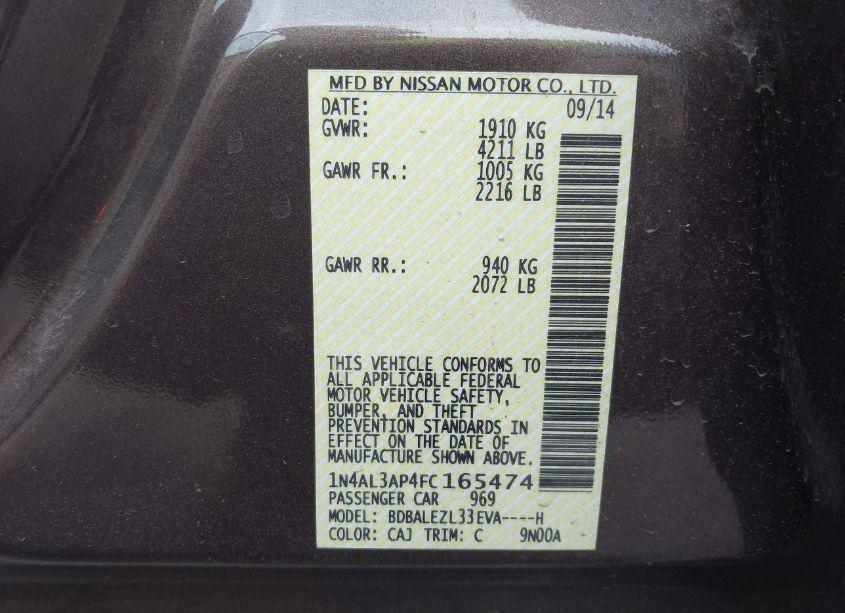 MFD BY NISSAN MOTOR CO., LTD.
DATE: 09/14
GVWR: 1910 KG
4211 LB
GAWR FR.: 1005 KG
2216 LB
GAWR RR.: 940 KG
2072 LB
THIS VEHICLE CONFORMS TO
ALL APPLICABLE FEDERAL
MOTOR VEHICLE SAFETY,
BUMPER, AND THEFT
PREVENTION STANDARDS IN
EFFECT ON THE DATE OF
MANUFACTURE SHOWN ABOVE.
1N4AL3AP4FC165474
PASSENGER CAR 969
MODEL: BDBALEZL33EVA----H
COLOR: CAJ TRIM: C 9N00A